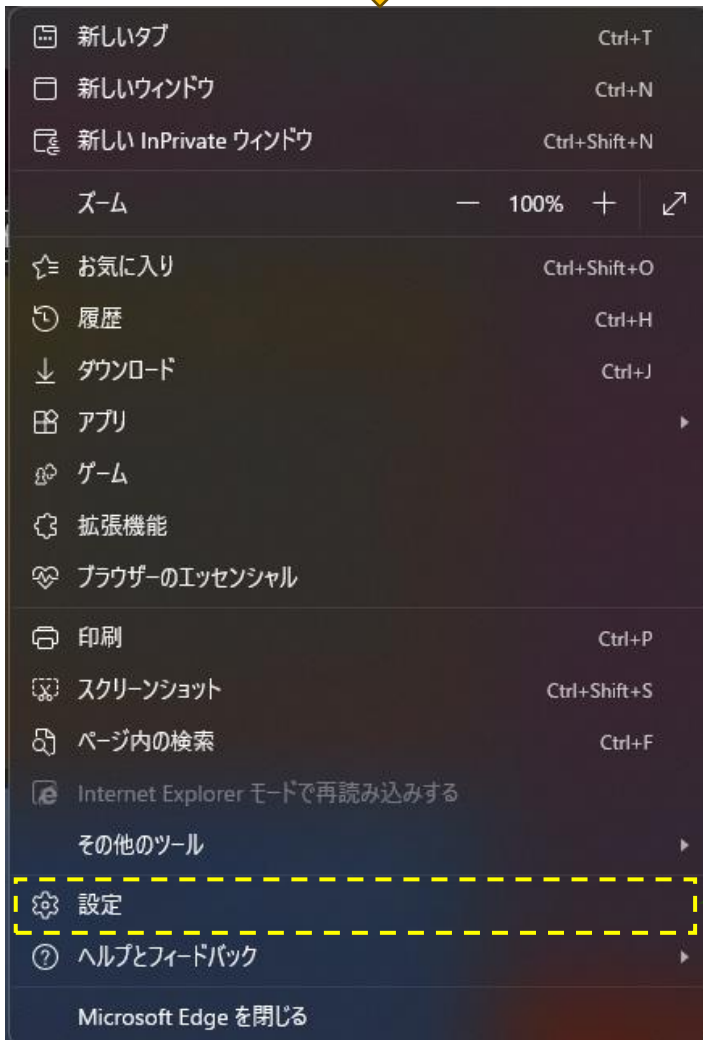 新しいタブ Ctrl+T
新しいウィンドウ Ctrl+N
新しい InPrivate ウィンドウ Ctrl+Shift+N
ズーム — 100% +
お気に入り Ctrl+Shift+O
履歴 Ctrl+H
ダウンロード Ctrl+J
アプリ
ゲーム
拡張機能
ブラウザーのエッセンシャル
印刷 Ctrl+P
スクリーンショット Ctrl+Shift+S
ページ内の検索 Ctrl+F
Internet Explorer モードで再読み込みする
その他のツール
設定
ヘルプとフィードバック
Microsoft Edge を閉じる